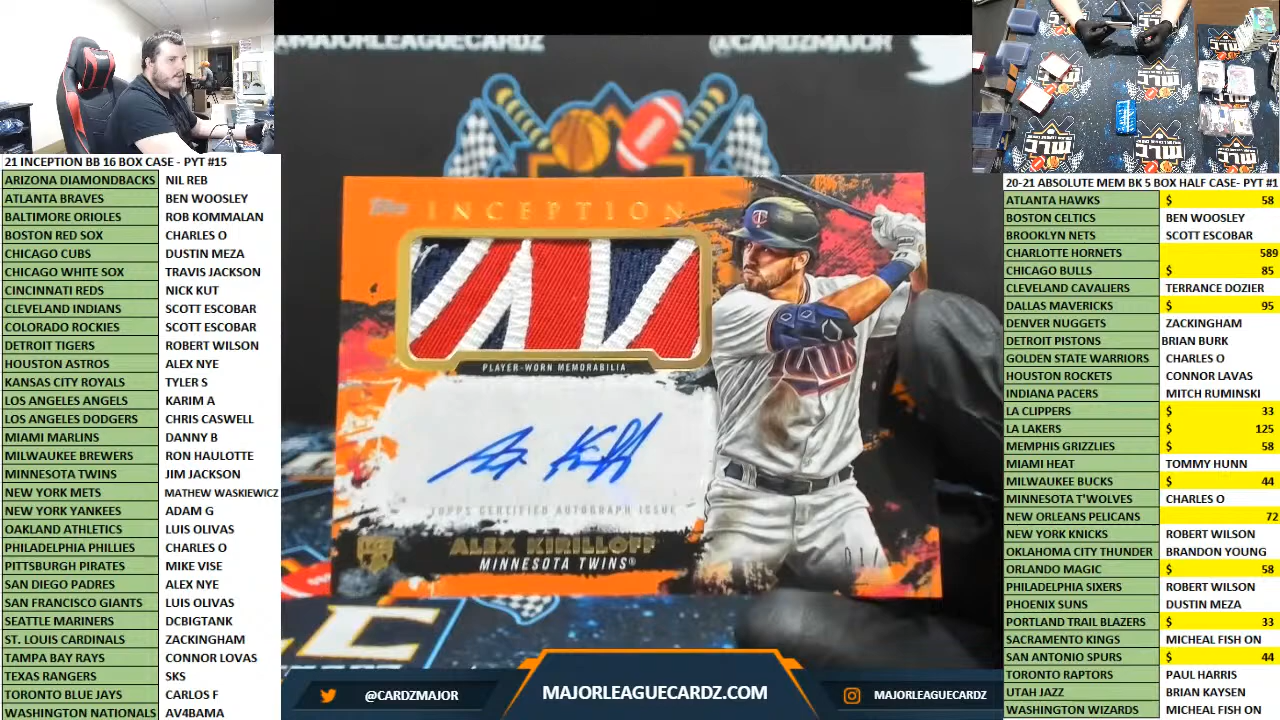 @MAJORLEAGUECARDZ
@CARDZMAJOR
21 INCEPTION BB 16 BOX CASE - PYT #15
ARIZONA DIAMONDBACKS NIL REB
ATLANTA BRAVES BEN WOOSLEY
BALTIMORE ORIOLES ROB KOMMALAN
BOSTON RED SOX CHARLES O
CHICAGO CUBS DUSTIN MEZA
CHICAGO WHITE SOX TRAVIS JACKSON
CINCINNATI REDS NICK KUT
CLEVELAND INDIANS SCOTT ESCOBAR
COLORADO ROCKIES SCOTT ESCOBAR
DETROIT TIGERS ROBERT WILSON
HOUSTON ASTROS ALEX NYE
KANSAS CITY ROYALS TYLER S
LOS ANGELES ANGELS KARIM A
LOS ANGELES DODGERS CHRIS CASWELL
MIAMI MARLINS DANNY B
MILWAUKEE BREWERS RON HAULOTTE
MINNESOTA TWINS JIM JACKSON
NEW YORK METS MATHEW WASKIEWICZ
NEW YORK YANKEES ADAM G
OAKLAND ATHLETICS LUIS OLIVAS
PHILADELPHIA PHILLIES CHARLES O
PITTSBURGH PIRATES MIKE VISE
SAN DIEGO PADRES ALEX NYE
SAN FRANCISCO GIANTS LUIS OLIVAS
SEATTLE MARINERS DCBIGTANK
ST. LOUIS CARDINALS ZACKINGHAM
TAMPA BAY RAYS CONNOR LOVAS
TEXAS RANGERS SKS
TORONTO BLUE JAYS CARLOS F
WASHINGTON NATIONALS AV4BAMA
Topps INCEPTION
PLAYER-WORN MEMORABILIA
TOPPS CERTIFIED AUTOGRAPH ISSUE
ALEX KIRILLOFF
MINNESOTA TWINS®
@CARDZMAJOR
MAJORLEAGUECARDZ.COM
MAJORLEAGUECARDZ
20-21 ABSOLUTE MEM BK 5 BOX HALF CASE- PYT #1
ATLANTA HAWKS $ 58
BOSTON CELTICS BEN WOOSLEY
BROOKLYN NETS SCOTT ESCOBAR
CHARLOTTE HORNETS 589
CHICAGO BULLS $ 85
CLEVELAND CAVALIERS TERRANCE DOZIER
DALLAS MAVERICKS $ 95
DENVER NUGGETS ZACKINGHAM
DETROIT PISTONS BRIAN BURK
GOLDEN STATE WARRIORS CHARLES O
HOUSTON ROCKETS CONNOR LAVAS
INDIANA PACERS MITCH RUMINSKI
LA CLIPPERS $ 33
LA LAKERS $ 125
MEMPHIS GRIZZLIES $ 58
MIAMI HEAT TOMMY HUNN
MILWAUKEE BUCKS $ 44
MINNESOTA T'WOLVES CHARLES O
NEW ORLEANS PELICANS 72
NEW YORK KNICKS ROBERT WILSON
OKLAHOMA CITY THUNDER BRANDON YOUNG
ORLANDO MAGIC $ 58
PHILADELPHIA SIXERS ROBERT WILSON
PHOENIX SUNS DUSTIN MEZA
PORTLAND TRAIL BLAZERS $ 33
SACRAMENTO KINGS MICHEAL FISH ON
SAN ANTONIO SPURS $ 44
TORONTO RAPTORS PAUL HARRIS
UTAH JAZZ BRIAN KAYSEN
WASHINGTON WIZARDS MICHEAL FISH ON